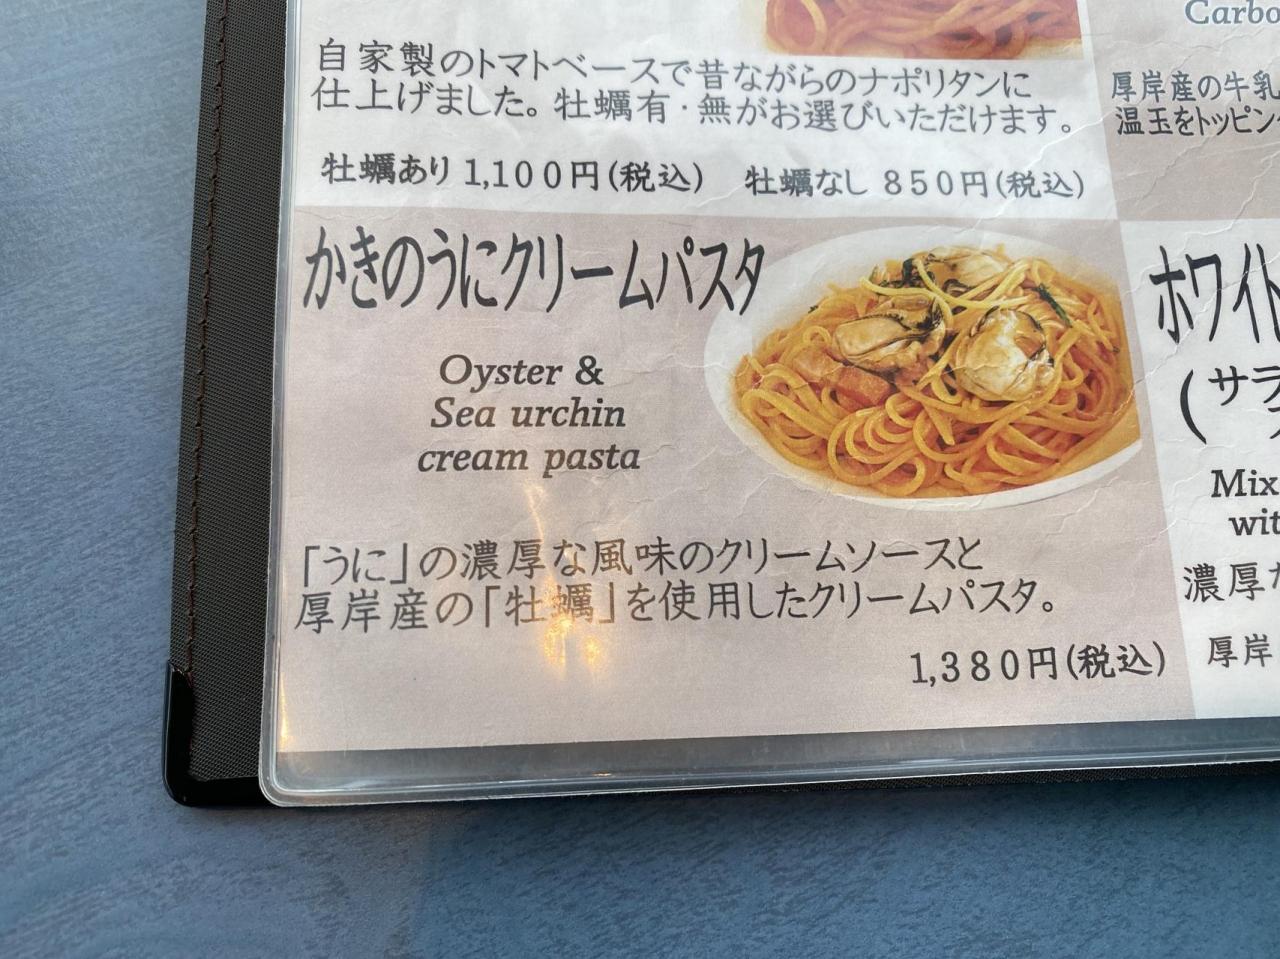 自家製のトマトベースで昔ながらのナポリタンに
仕上げました。牡蠣有・無がお選びいただけます。
牡蠣あり 1,100円(税込) 牡蠣なし 850円(税込)
かきのうにクリームパスタ
Oyster &
Sea urchin
cream pasta
「うに」の濃厚な風味のクリームソースと
厚岸産の「牡蠣」を使用したクリームパスタ。
1,380円(税込)
Carbo
厚岸産の牛乳
温玉をトッピン
ホワイト
(サラ
Mix
wit
濃厚な
厚岸